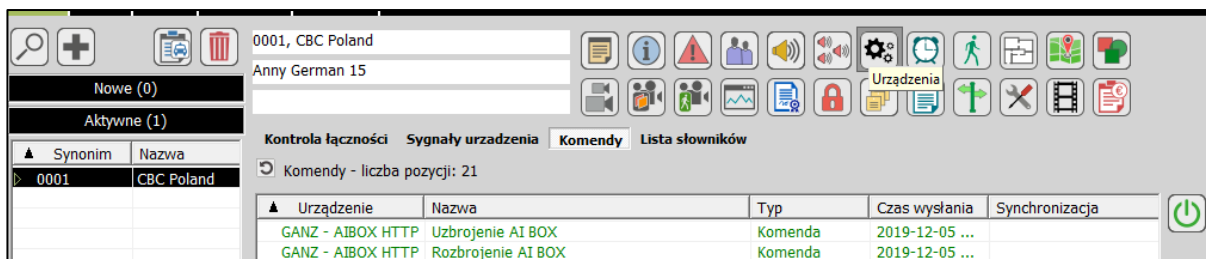 0001, CBC Poland
Anny German 15
Urządzenia
Nowe (0)
Aktywne (1)
Synonim Nazwa
0001 CBC Poland
Kontrola łączności Sygnały urzadzenia Komendy Lista słowników
Komendy - liczba pozycji: 21
Urządzenie Nazwa Typ Czas wysłania Synchronizacja
GANZ - AIBOX HTTP Uzbrojenie AI BOX Komenda 2019-12-05 ...
GANZ - AIBOX HTTP Rozbrojenie AI BOX Komenda 2019-12-05 ...